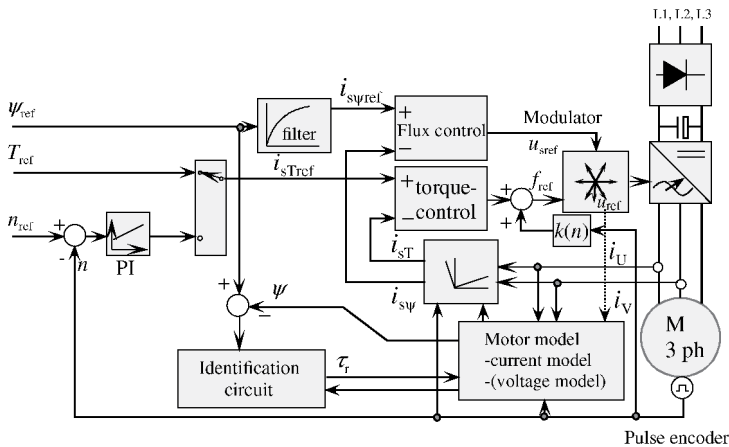 L1, L2, L3
ψref
Tref
nref
filter
isψref
+
Flux control
−
Modulator
usref
isTref
+
torque-
control
−
+
+
fref
uref
k(n)
+
-
n
PI
isT
isψ
iU
iV
+
−
ψ
M
3 ph
Identification
circuit
τr
Motor model
-current model
-(voltage model)
Pulse encoder